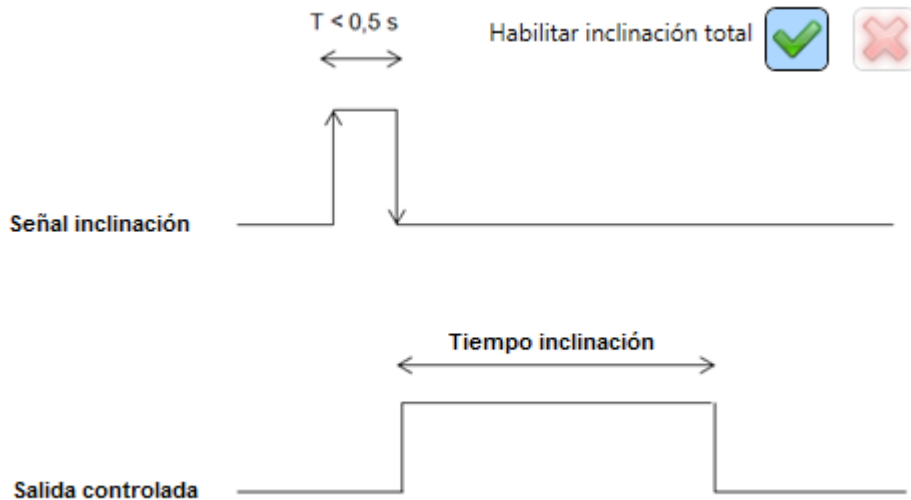 T < 0,5 s
Habilitar inclinación total
Señal inclinación
Tiempo inclinación
Salida controlada